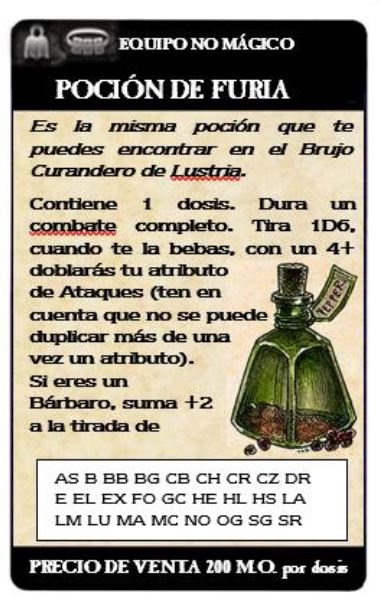 EQUIPO NO MÁGICO
POCIÓN DE FURIA
Es la misma poción que te
puedes encontrar en el Brujo
Curandero de Lustria.
Contiene 1 dosis. Dura un
combate completo. Tira 1D6,
cuando te la bebas, con un 4+
doblarás tu atributo
de Ataques (ten en
cuenta que no se puede
duplicar más de una
vez un atributo).
Si eres un
Bárbaro, suma +2
a la tirada de
PEPPER
AS B BB BG CB CH CR CZ DR
E EL EX FO GC HE HL HS LA
LM LU MA MC NO OG SG SR
PRECIO DE VENTA 200 M.O. por dosis